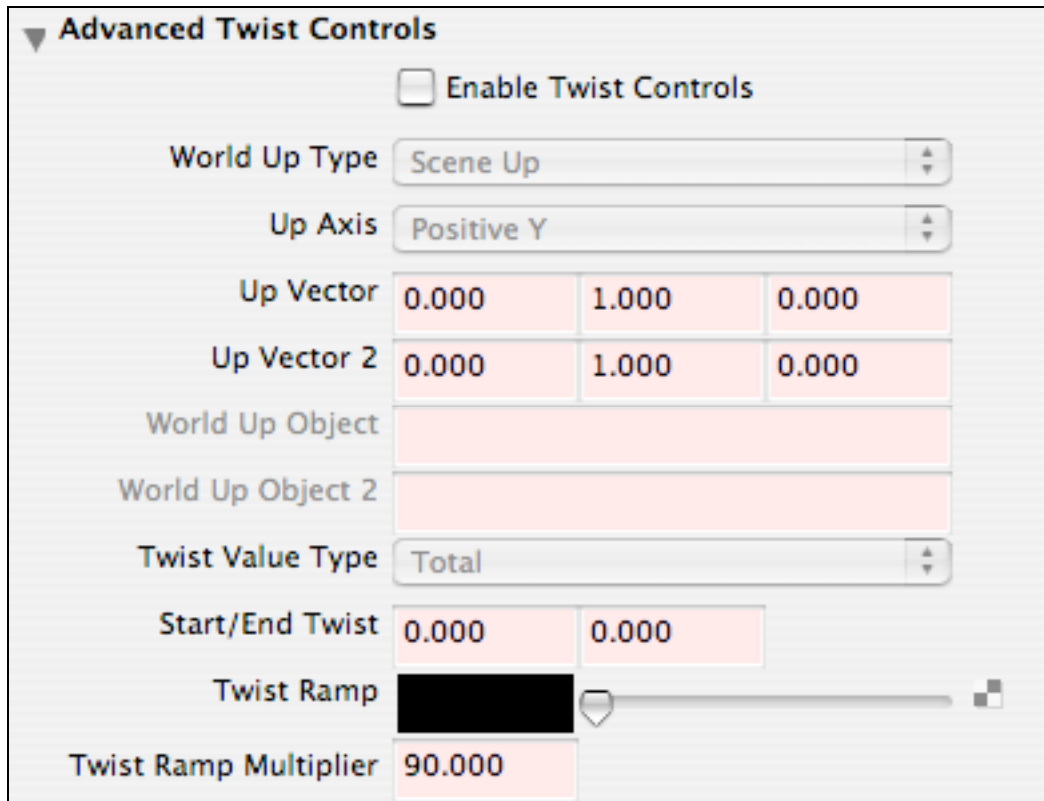 Advanced Twist Controls
Enable Twist Controls
World Up Type Scene Up
Up Axis Positive Y
Up Vector 0.000 1.000 0.000
Up Vector 2 0.000 1.000 0.000
World Up Object
World Up Object 2
Twist Value Type Total
Start/End Twist 0.000 0.000
Twist Ramp
Twist Ramp Multiplier 90.000